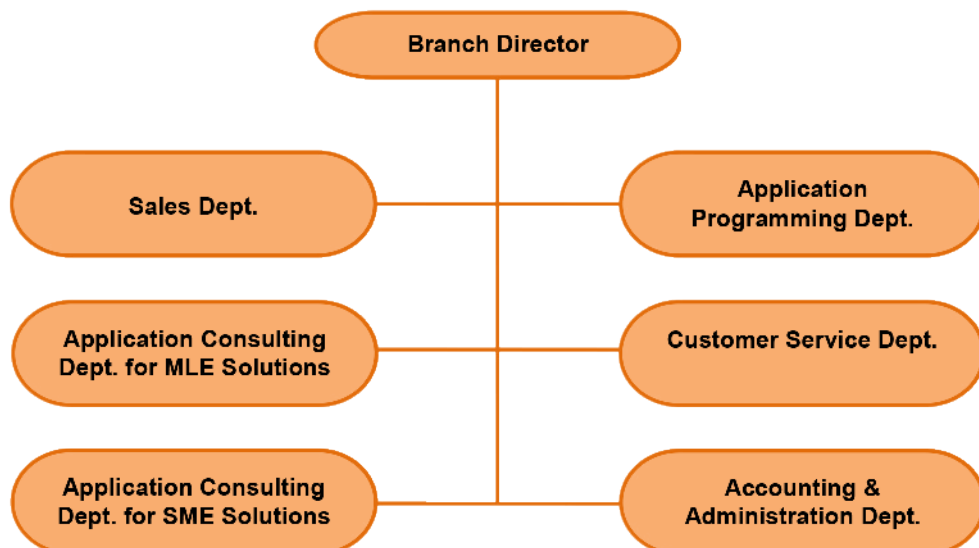 Branch Director
Sales Dept.
Application
Programming Dept.
Application Consulting
Dept. for MLE Solutions
Customer Service Dept.
Application Consulting
Dept. for SME Solutions
Accounting &
Administration Dept.